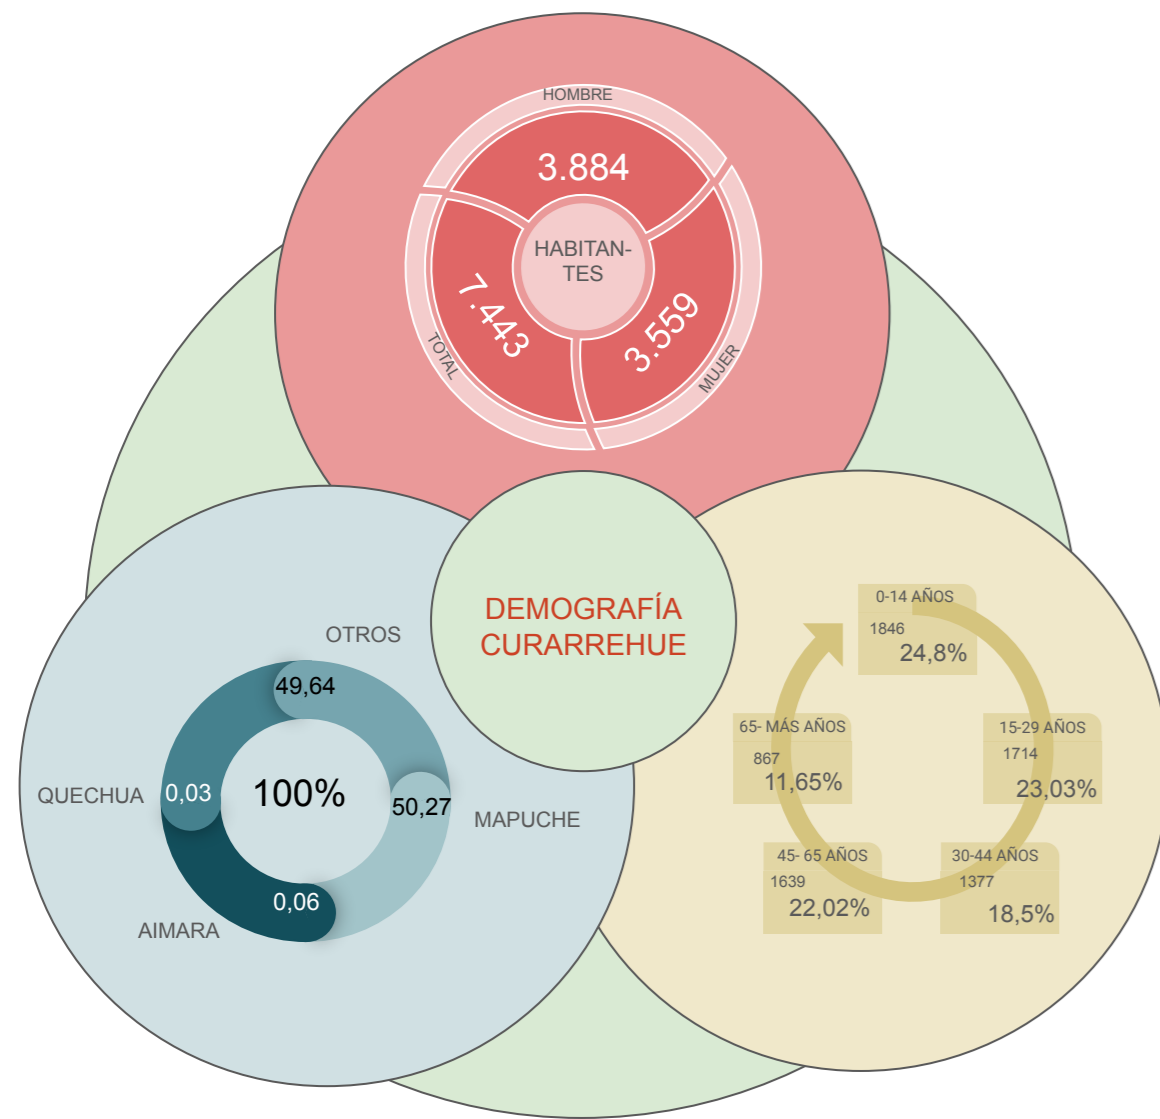 HOMBRE
3.884
HABITAN-
TES
7.443
TOTAL
3.559
MUJER
DEMOGRAFÍA
CURARREHUE
OTROS
49,64
QUECHUA
0,03
100%
50,27
MAPUCHE
0,06
AIMARA
0-14 AÑOS
1846
24,8%
15-29 AÑOS
1714
23,03%
30-44 AÑOS
1377
18,5%
45- 65 AÑOS
1639
22,02%
65- MÁS AÑOS
867
11,65%